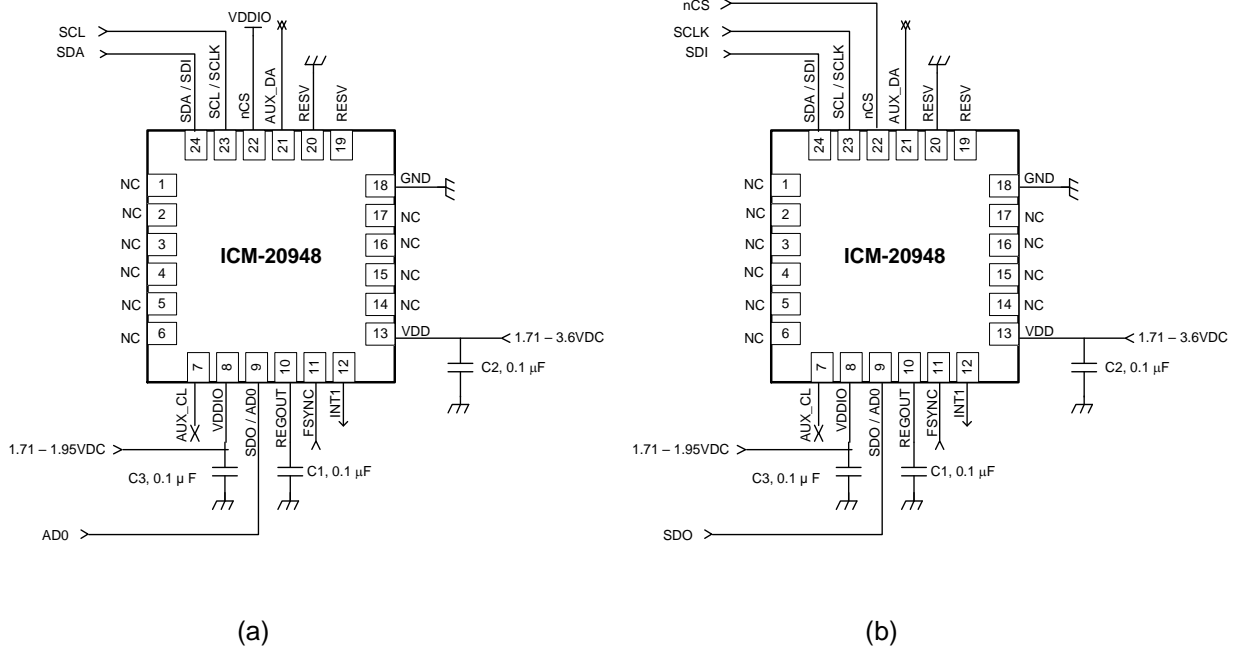 SCL
SDA
VDDIO
SDA / SDI
SCL / SCLK
nCS
AUX_DA
RESV
RESV
24
23
22
21
20
19
NC 1
NC 2
NC 3
NC 4
NC 5
NC 6
ICM-20948
18 GND
17 NC
16 NC
15 NC
14 NC
13 VDD
1.71 – 3.6VDC
C2, 0.1 µF
7
8
9
10
11
12
AUX_CL
VDDIO
SDO / AD0
REGOUT
FSYNC
INT1
1.71 – 1.95VDC
C3, 0.1 µ F
C1, 0.1 µF
AD0
(a)
nCS
SCLK
SDI
SDA / SDI
SCL / SCLK
nCS
AUX_DA
RESV
RESV
24
23
22
21
20
19
NC 1
NC 2
NC 3
NC 4
NC 5
NC 6
ICM-20948
18 GND
17 NC
16 NC
15 NC
14 NC
13 VDD
1.71 – 3.6VDC
C2, 0.1 µF
7
8
9
10
11
12
AUX_CL
VDDIO
SDO / AD0
REGOUT
FSYNC
INT1
1.71 – 1.95VDC
C3, 0.1 µ F
C1, 0.1 µF
SDO
(b)